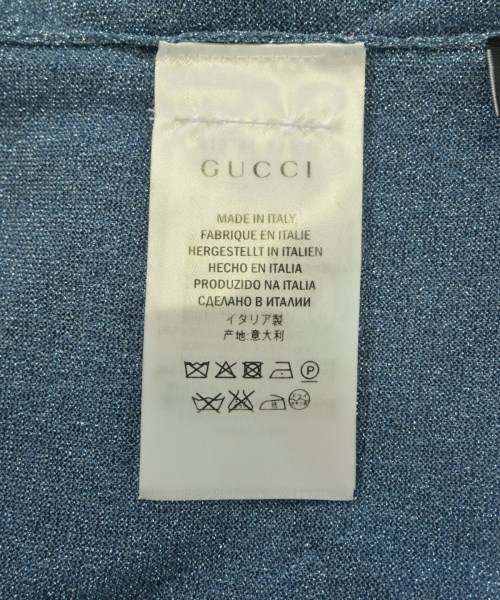 GUCCI
MADE IN ITALY
FABRIQUE EN ITALIE
HERGESTELLT IN ITALIEN
HECHO EN ITALIA
PRODUZIDO NA ITALIA
СДЕЛАНО В ИТАЛИИ
イタリア製
产地:意大利
P